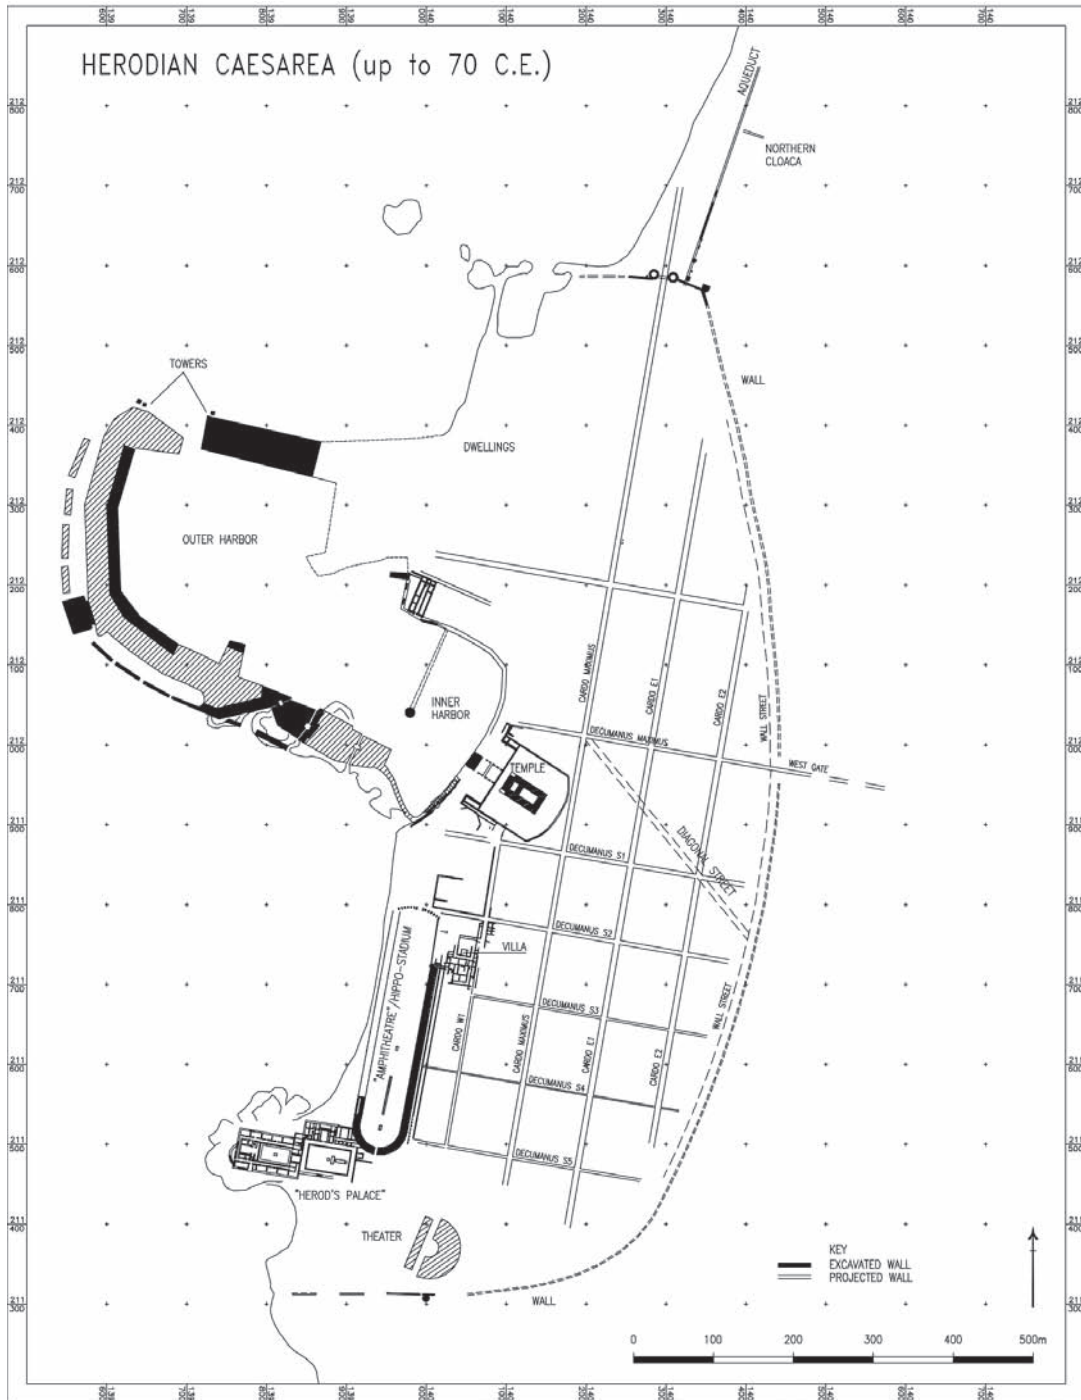 HERODIAN CAESAREA (up to 70 C.E.)
AQUEDUCT
NORTHERN
CLOACA
WALL
TOWERS
DWELLINGS
OUTER HARBOR
INNER
HARBOR
CARDO MAXIMUS
CARDO E1
CARDO E2
WALL STREET
DECUMANUS MAXIMUS
WEST GATE
TEMPLE
DIAGONAL STREET
DECUMANUS S1
DECUMANUS S2
VILLA
"AMPHITHEATRE"/HIPPO-STADIUM
DECUMANUS S3
WALL STREET
CARDO W1
CARDO MAXIMUS
CARDO E1
CARDO E2
DECUMANUS S4
DECUMANUS S5
"HEROD'S PALACE"
THEATER
WALL
KEY
EXCAVATED WALL
PROJECTED WALL
0 100 200 300 400 500m